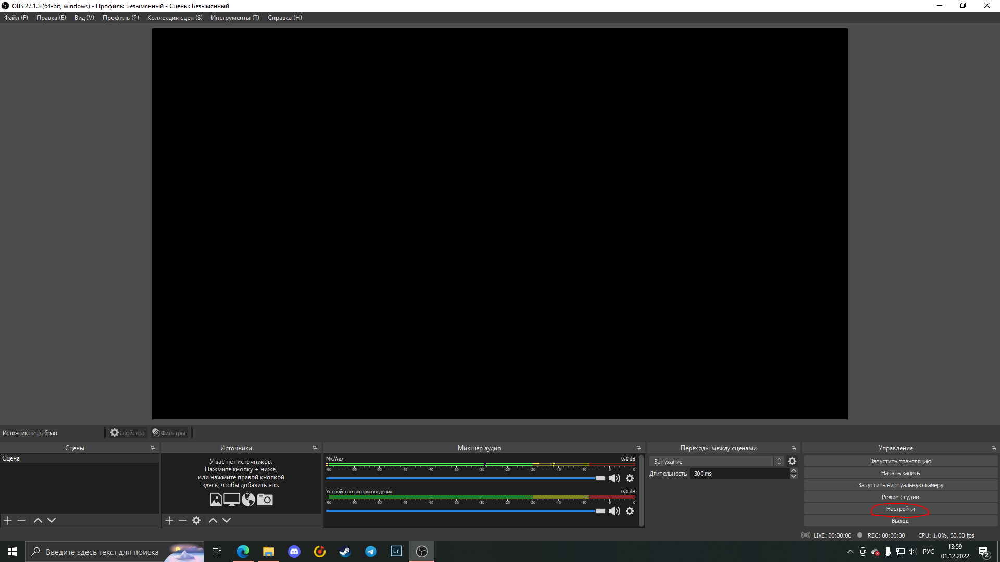 OBS 27.1.3 (64-bit, windows) - Профиль: Безымянный - Сцены: Безымянный
Файл (F) Правка (E) Вид (V) Профиль (P) Коллекция сцен (S) Инструменты (T) Справка (H)
Источник не выбран Свойства Фильтры
Сцены
Сцена
Источники
У вас нет источников.
Нажмите кнопку + ниже,
или нажмите правой кнопкой
здесь, чтобы добавить его.
Микшер аудио
Mic/Aux 0.0 dB
-60 -55 -50 -45 -40 -35 -30 -25 -20 -15 -10 -5 0
Устройство воспроизведения 0.0 dB
-60 -55 -50 -45 -40 -35 -30 -25 -20 -15 -10 -5 0
Переходы между сценами
Затухание
Длительность 300 ms
Управление
Запустить трансляцию
Начать запись
Запустить виртуальную камеру
Режим студии
Настройки
Выход
LIVE: 00:00:00 REC: 00:00:00 CPU: 1.0%, 30.00 fps
Введите здесь текст для поиска
Lr
РУС
13:59
01.12.2022
2